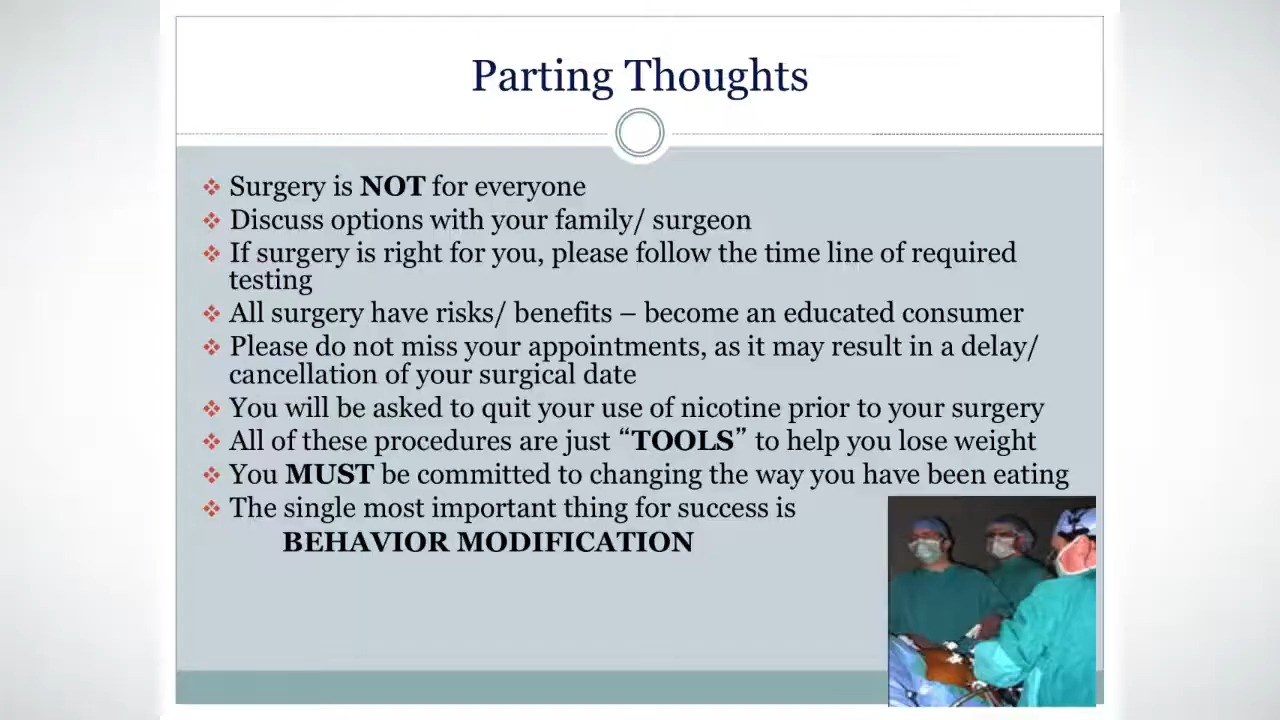 Parting Thoughts
Surgery is NOT for everyone
Discuss options with your family/ surgeon
If surgery is right for you, please follow the time line of required
testing
All surgery have risks/ benefits – become an educated consumer
Please do not miss your appointments, as it may result in a delay/
cancellation of your surgical date
You will be asked to quit your use of nicotine prior to your surgery
All of these procedures are just “TOOLS” to help you lose weight
You MUST be committed to changing the way you have been eating
The single most important thing for success is
BEHAVIOR MODIFICATION